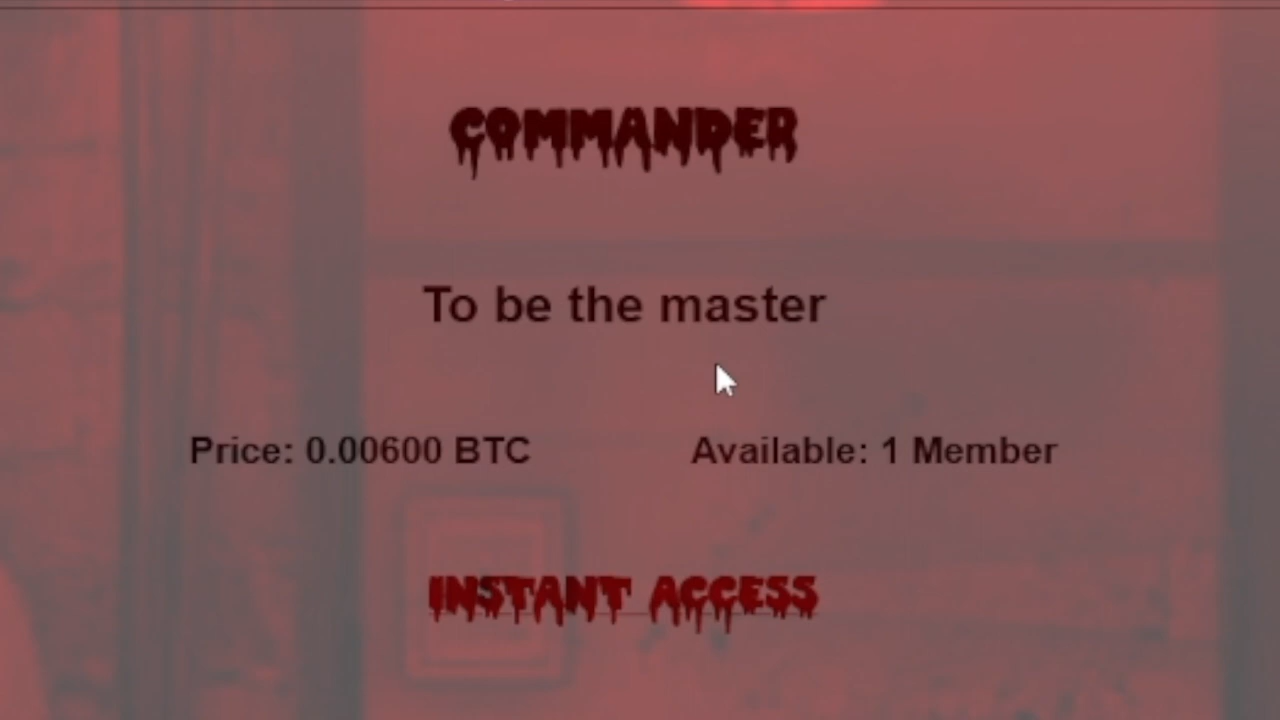 COMMANDER
To be the master
Price: 0.00600 BTC
Available: 1 Member
INSTANT ACCESS